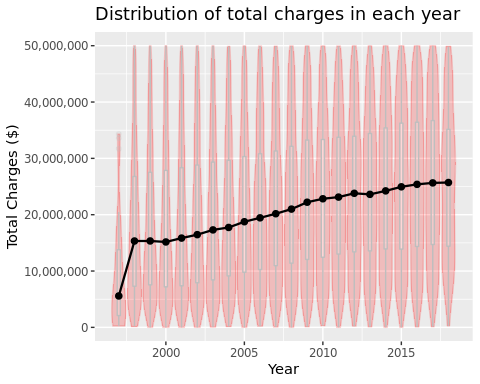 Distribution of total charges in each year
50,000,000
40,000,000
30,000,000
20,000,000
10,000,000
0
Total Charges ($)
2000 2005 2010 2015
Year